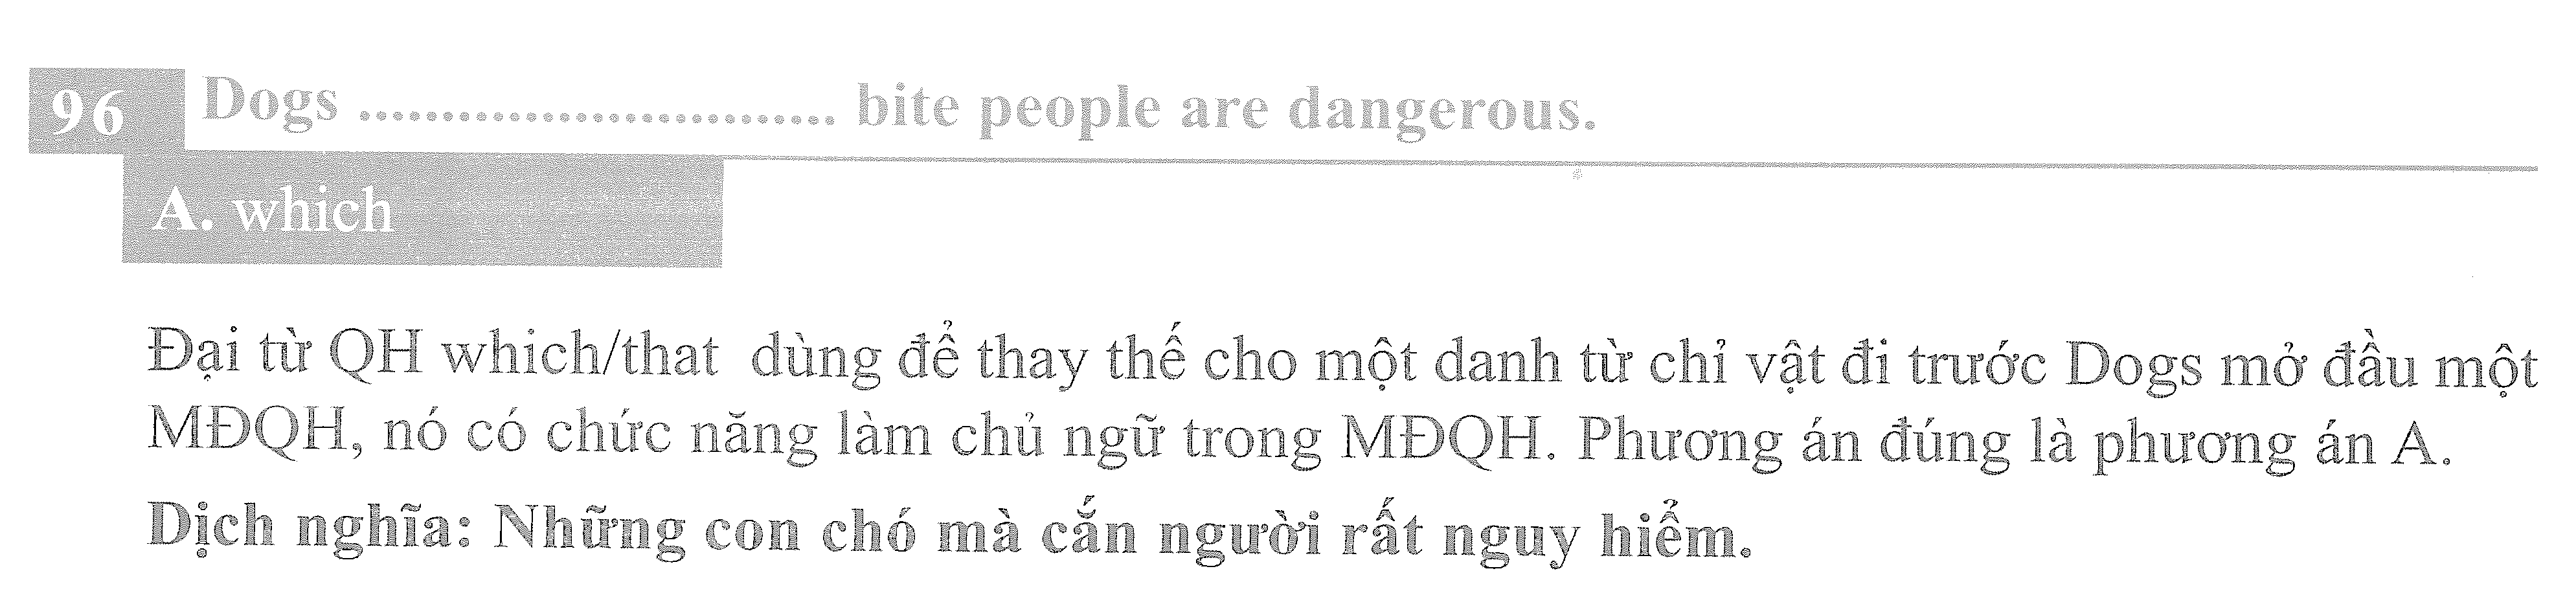 96 Dogs ............................. bite people are dangerous.
A. which
Đại từ QH which/that dùng để thay thế cho một danh từ chỉ vật đi trước Dogs mở đầu một
MĐQH, nó có chức năng làm chủ ngữ trong MĐQH. Phương án đúng là phương án A.
Dịch nghĩa: Những con chó mà cắn người rất nguy hiểm.